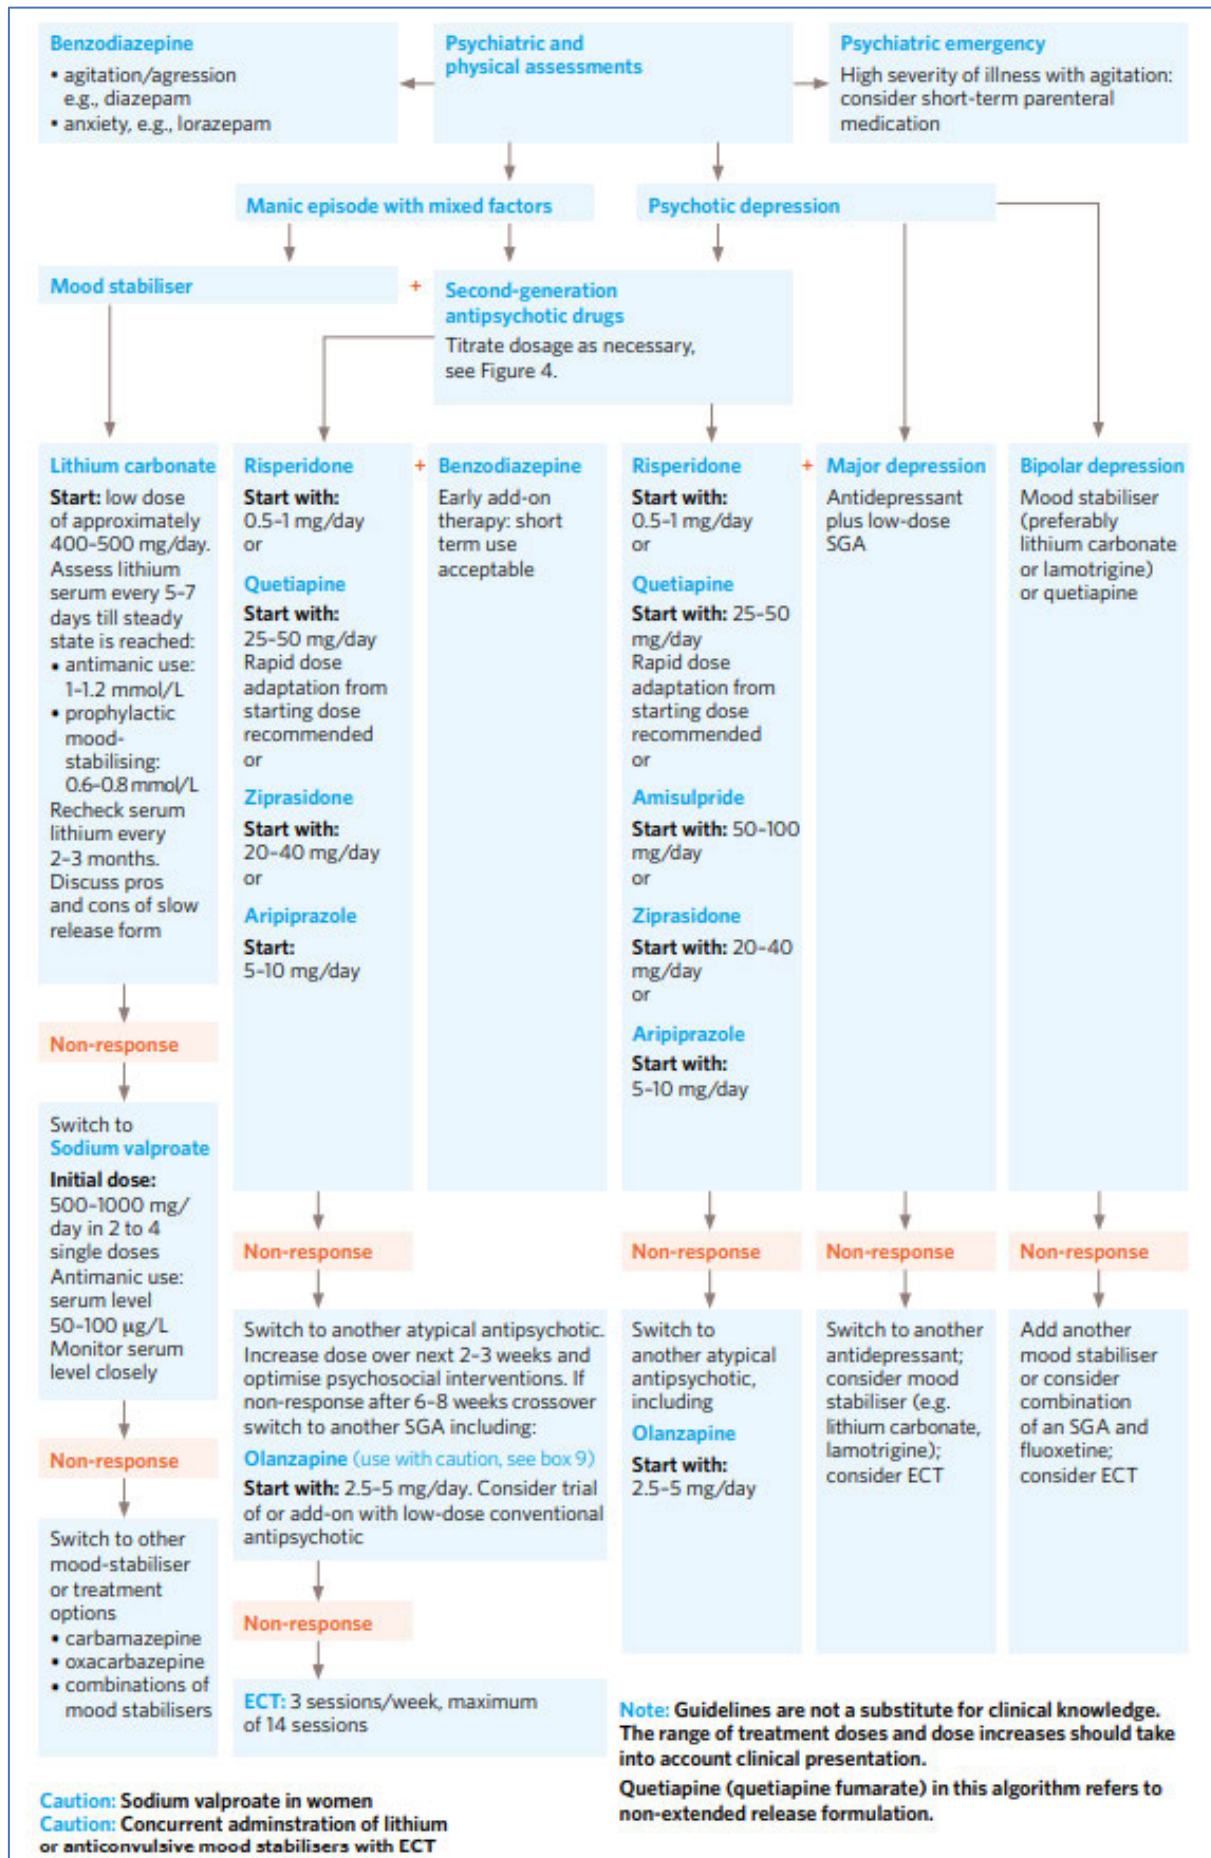 Benzodiazepine
• agitation/agression
e.g., diazepam
• anxiety, e.g., lorazepam
Psychiatric and
physical assessments
Psychiatric emergency
High severity of illness with agitation:
consider short-term parenteral
medication
Manic episode with mixed factors
Psychotic depression
Mood stabiliser
+
Second-generation
antipsychotic drugs
Titrate dosage as necessary,
see Figure 4.
Lithium carbonate
Start: low dose
of approximately
400–500 mg/day.
Assess lithium
serum every 5–7
days till steady
state is reached:
• antimanic use:
1–1.2 mmol/L
• prophylactic
mood-
stabilising:
0.6–0.8 mmol/L
Recheck serum
lithium every
2–3 months.
Discuss pros
and cons of slow
release form
Non-response
Switch to
Sodium valproate
Initial dose:
500–1000 mg/
day in 2 to 4
single doses
Antimanic use:
serum level
50–100 µg/L
Monitor serum
level closely
Non-response
Switch to other
mood-stabiliser
or treatment
options
• carbamazepine
• oxacarbazepine
• combinations of
mood stabilisers
Risperidone
Start with:
0.5–1 mg/day
or
Quetiapine
Start with:
25–50 mg/day
Rapid dose
adaptation from
starting dose
recommended
or
Ziprasidone
Start with:
20–40 mg/day
or
Aripiprazole
Start:
5–10 mg/day
+
Benzodiazepine
Early add-on
therapy: short
term use
acceptable
Non-response
Switch to another atypical antipsychotic.
Increase dose over next 2–3 weeks and
optimise psychosocial interventions. If
non-response after 6–8 weeks crossover
switch to another SGA including:
Olanzapine (use with caution, see box 9)
Start with: 2.5–5 mg/day. Consider trial
of or add-on with low-dose conventional
antipsychotic
Non-response
ECT: 3 sessions/week, maximum
of 14 sessions
Risperidone
Start with:
0.5–1 mg/day
or
Quetiapine
Start with: 25–50
mg/day
Rapid dose
adaptation from
starting dose
recommended
or
Amisulpride
Start with: 50–100
mg/day
or
Ziprasidone
Start with: 20–40
mg/day
or
Aripiprazole
Start with:
5–10 mg/day
Non-response
Switch to
another atypical
antipsychotic,
including
Olanzapine
Start with:
2.5–5 mg/day
+
Major depression
Antidepressant
plus low-dose
SGA
Non-response
Switch to another
antidepressant;
consider mood
stabiliser (e.g.
lithium carbonate,
lamotrigine);
consider ECT
Bipolar depression
Mood stabiliser
(preferably
lithium carbonate
or lamotrigine)
or quetiapine
Non-response
Add another
mood stabiliser
or consider
combination
of an SGA and
fluoxetine;
consider ECT
Note: Guidelines are not a substitute for clinical knowledge.
The range of treatment doses and dose increases should take
into account clinical presentation.
Quetiapine (quetiapine fumarate) in this algorithm refers to
non-extended release formulation.
Caution: Sodium valproate in women
Caution: Concurrent adminstration of lithium
or anticonvulsive mood stabilisers with ECT